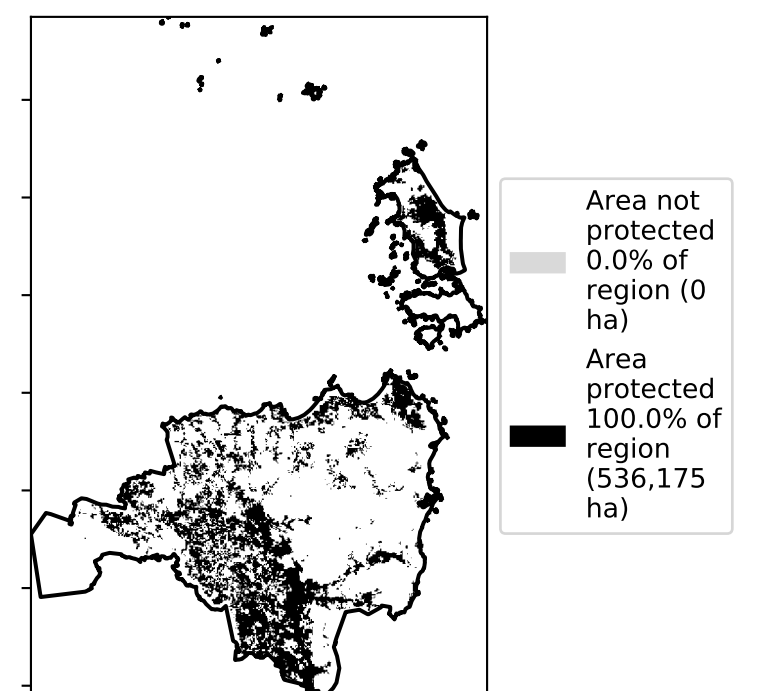 Area not
protected
0.0% of
region (0
ha)
Area
protected
100.0% of
region
(536,175
ha)